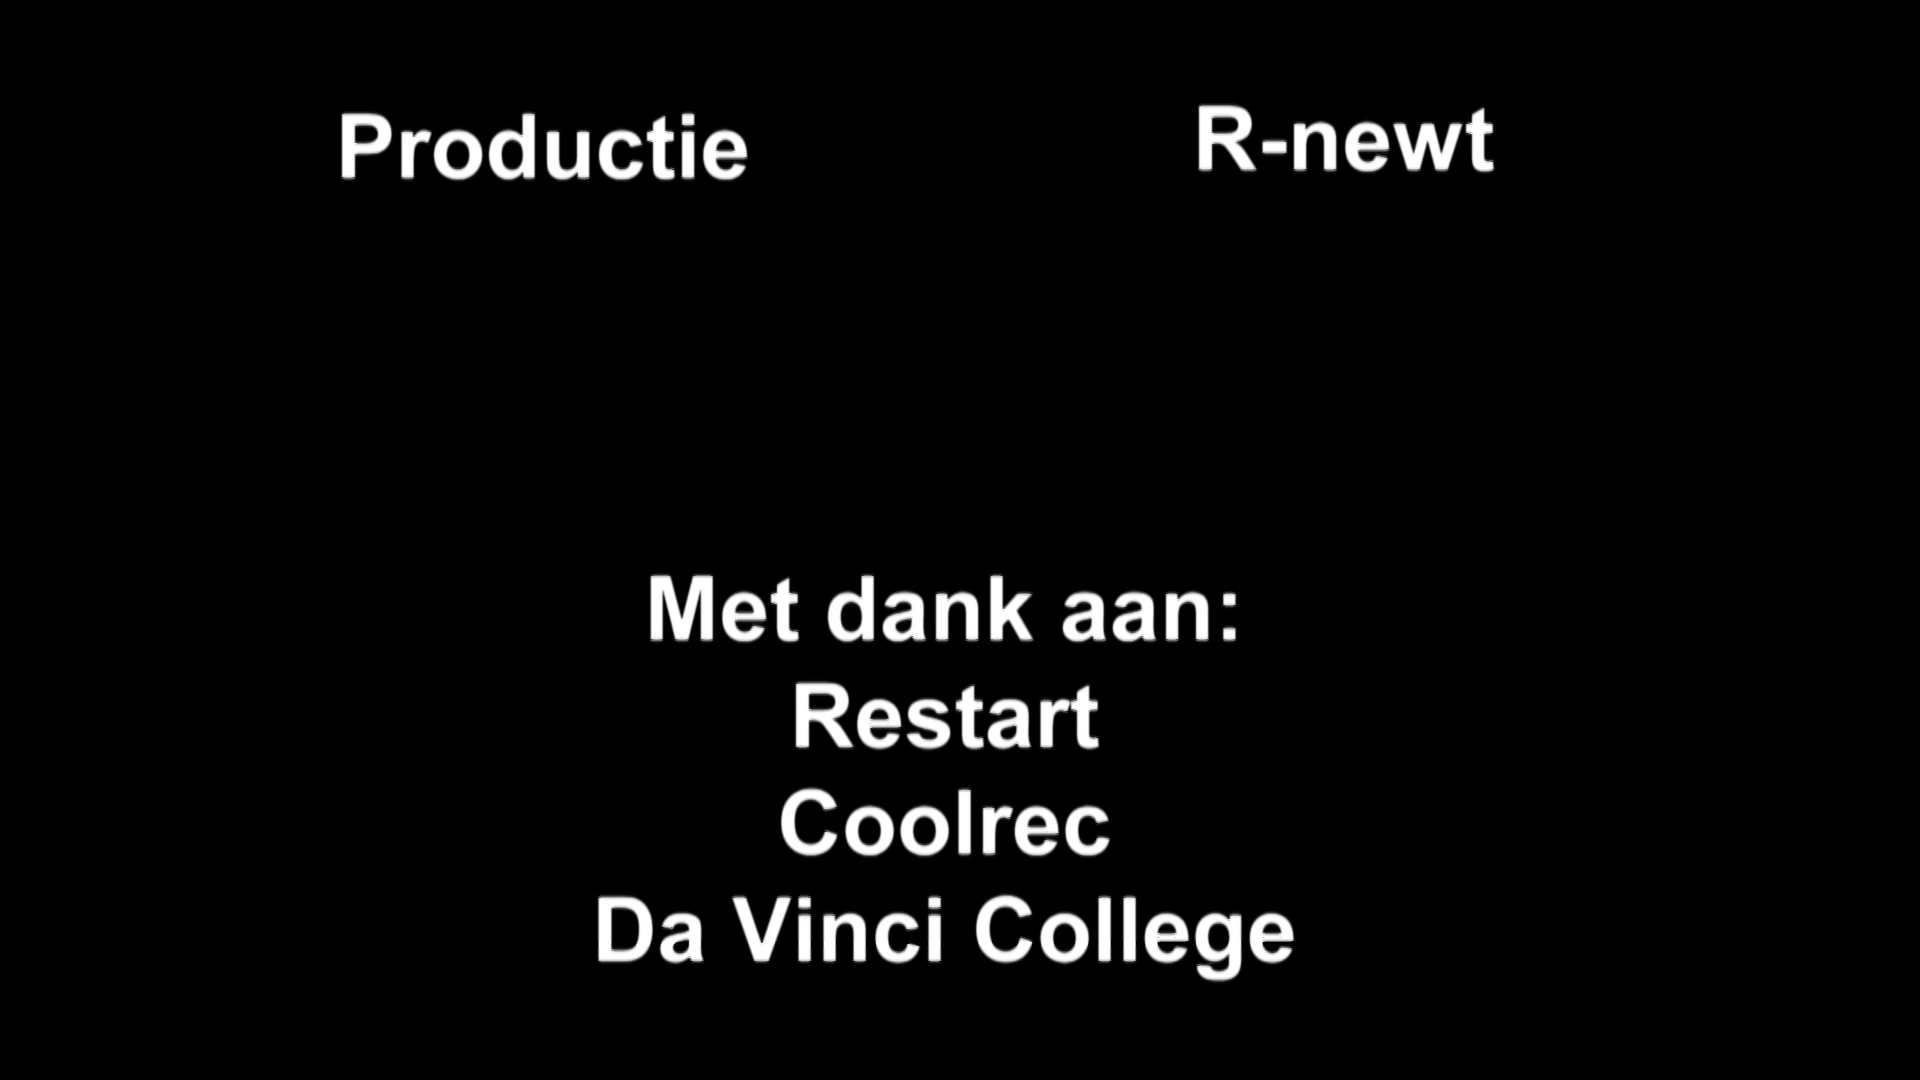 Productie R-newt
Met dank aan:
Restart
Coolrec
Da Vinci College